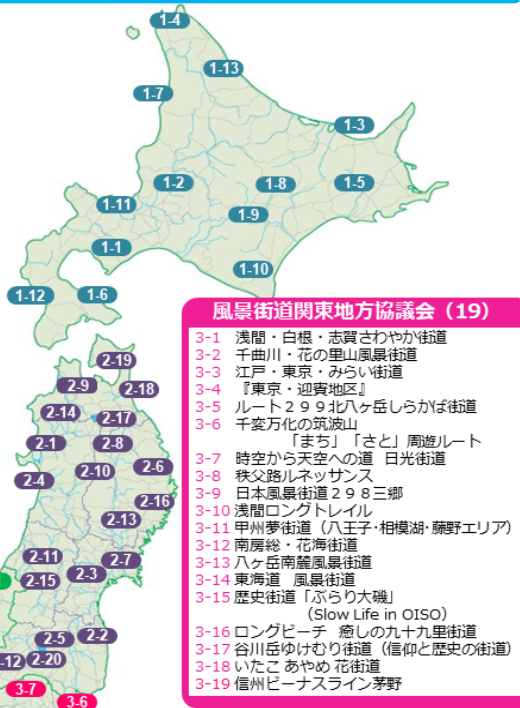 1-4
1-13
1-7
1-3
1-2
1-8
1-5
1-11
1-9
1-1
1-10
1-12
1-6
2-19
2-9
2-18
2-14
2-17
2-1
2-8
2-10
2-6
2-4
2-16
2-13
2-11
2-7
2-3
2-15
2-5
2-2
-12
2-20
3-7
3-6
風景街道関東地方協議会（19）
3-1 浅間・白根・志賀さわやか街道
3-2 千曲川・花の里山風景街道
3-3 江戸・東京・みらい街道
3-4 『東京・迎賓地区』
3-5 ルート２９９北八ヶ岳しらかば街道
3-6 千変万化の筑波山
「まち」「さと」周遊ルート
3-7 時空から天空への道 日光街道
3-8 秩父路ルネッサンス
3-9 日本風景街道２９８三郷
3-10 浅間ロングトレイル
3-11 甲州夢街道（八王子･相模湖･藤野エリア）
3-12 南房総・花海街道
3-13 八ヶ岳南麓風景街道
3-14 東海道 風景街道
3-15 歴史街道「ぶらり大磯」
（Slow Life in OISO）
3-16 ロングビーチ 癒しの九十九里街道
3-17 谷川岳ゆけむり街道（信仰と歴史の街道）
3-18 いたこ あやめ 花街道
3-19 信州ビーナスライン茅野